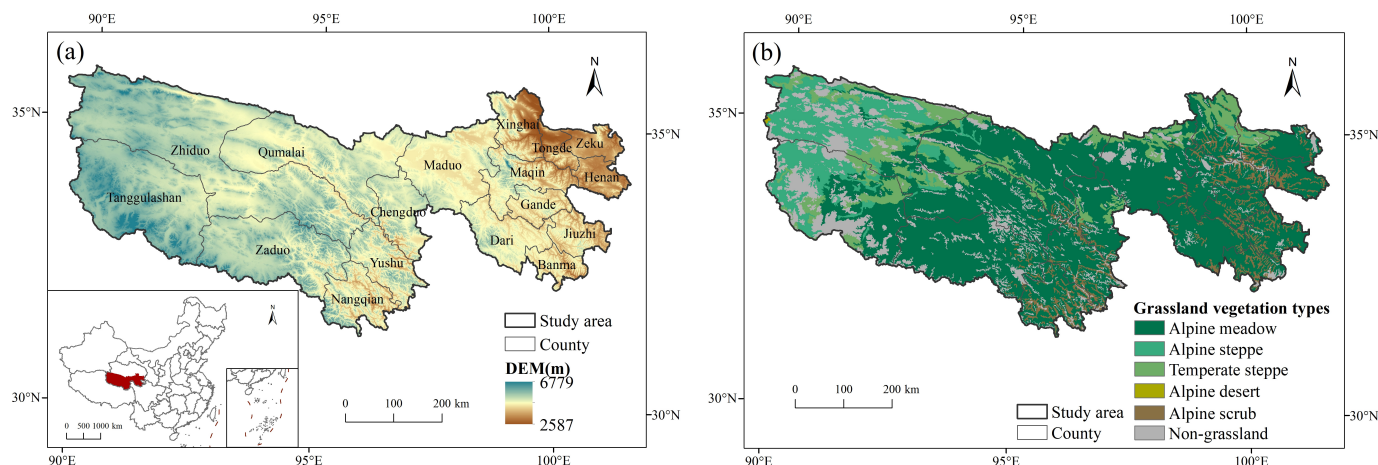 90°E
95°E
100°E
(a)
N
35°N
35°N
Xinghai
Tongde
Zeku
Zhiduo
Qumalai
Maduo
Maqin
Henan
Tanggulashan
Gande
Chengduo
Jiuzhi
Dari
Zaduo
Yushu
Banma
Nangqian
N
Study area
County
DEM(m)
6779
2587
0 100 200 km
0 500 1000 km
30°N
30°N
90°E
95°E
100°E
90°E
95°E
100°E
(b)
N
35°N
35°N
Grassland vegetation types
Alpine meadow
Alpine steppe
Temperate steppe
Alpine desert
Alpine scrub
Non-grassland
0 100 200 km
Study area
County
30°N
30°N
90°E
95°E
100°E